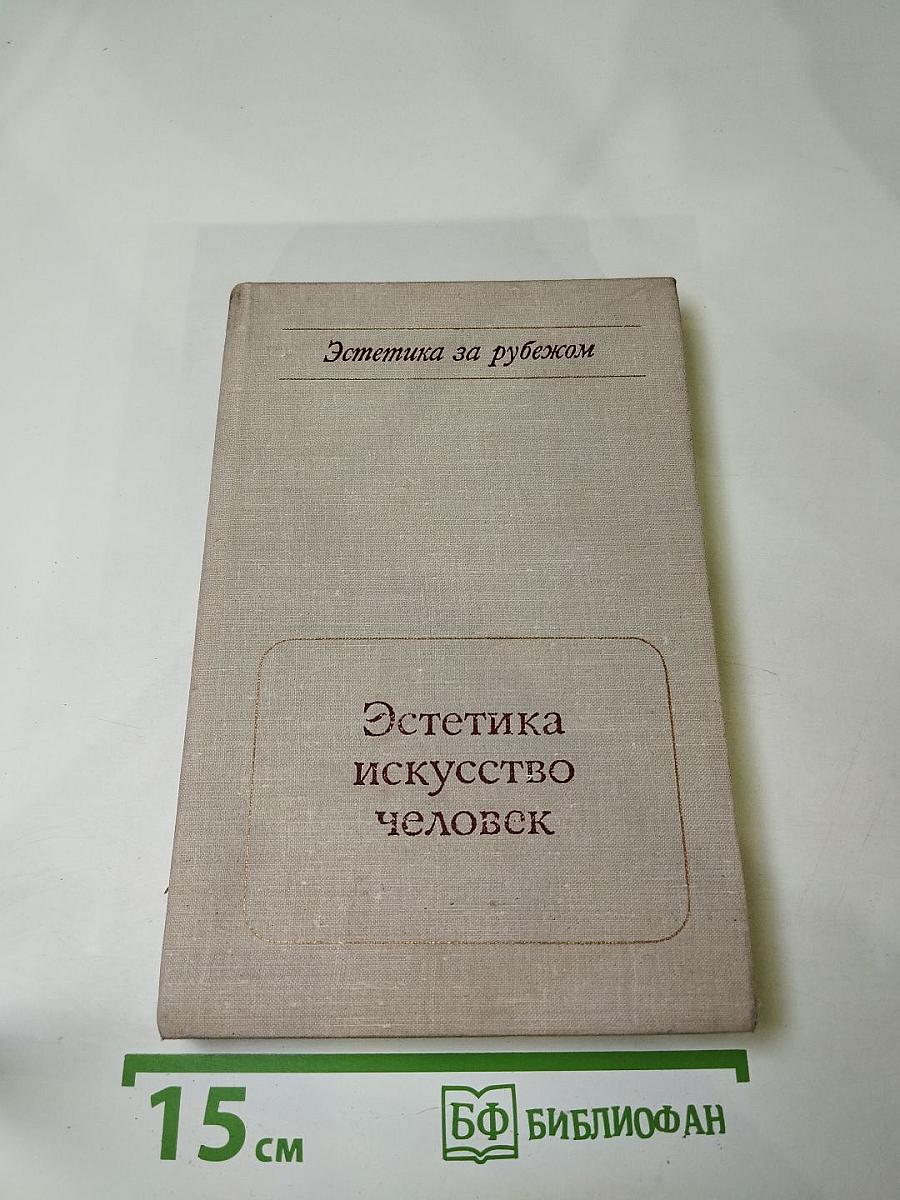 Эстетика за рубежом
Эстетика
искусство
человек
15 см
БФ БИБЛИОФАН